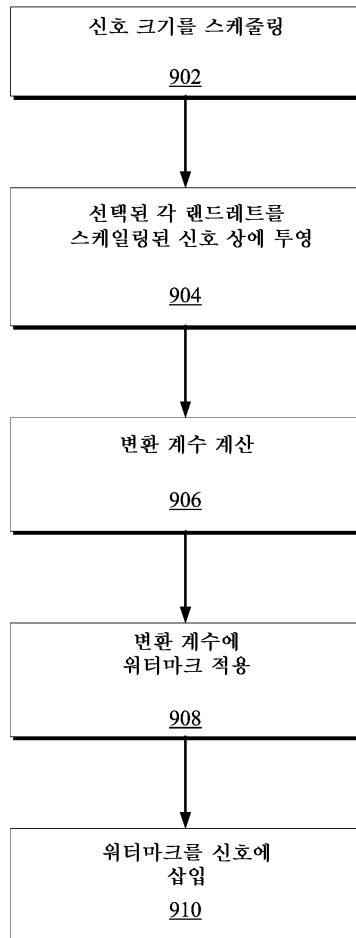 신호 크기를 스케줄링
902
선택된 각 랜드레트를
스케일링된 신호 상에 투영
904
변환 계수 계산
906
변환 계수에
워터마크 적용
908
워터마크를 신호에
삽입
910